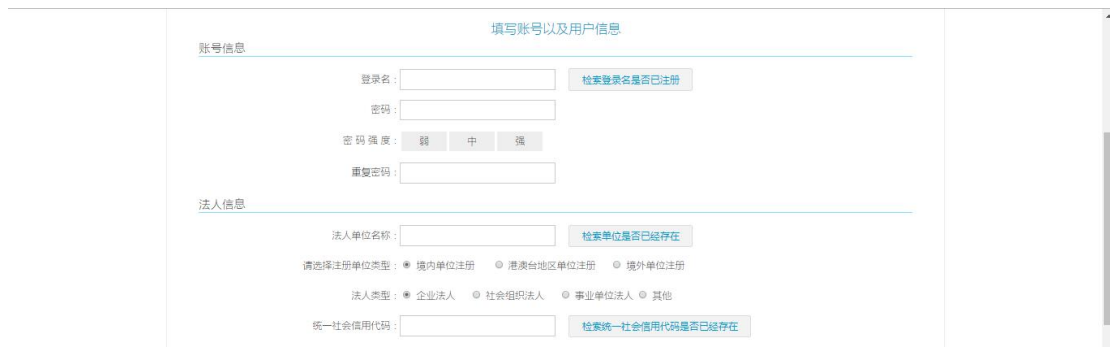 填写账号以及用户信息
账号信息
登录名： 检索登录名是否已注册
密码：
密 码 强 度： 弱 中 强
重复密码：
法人信息
法人单位名称： 检索单位是否已经存在
请选择注册单位类型： 境内单位注册 港澳台地区单位注册 境外单位注册
法人类型： 企业法人 社会组织法人 事业单位法人 其他
统一社会信用代码： 检索统一社会信用代码是否已经存在